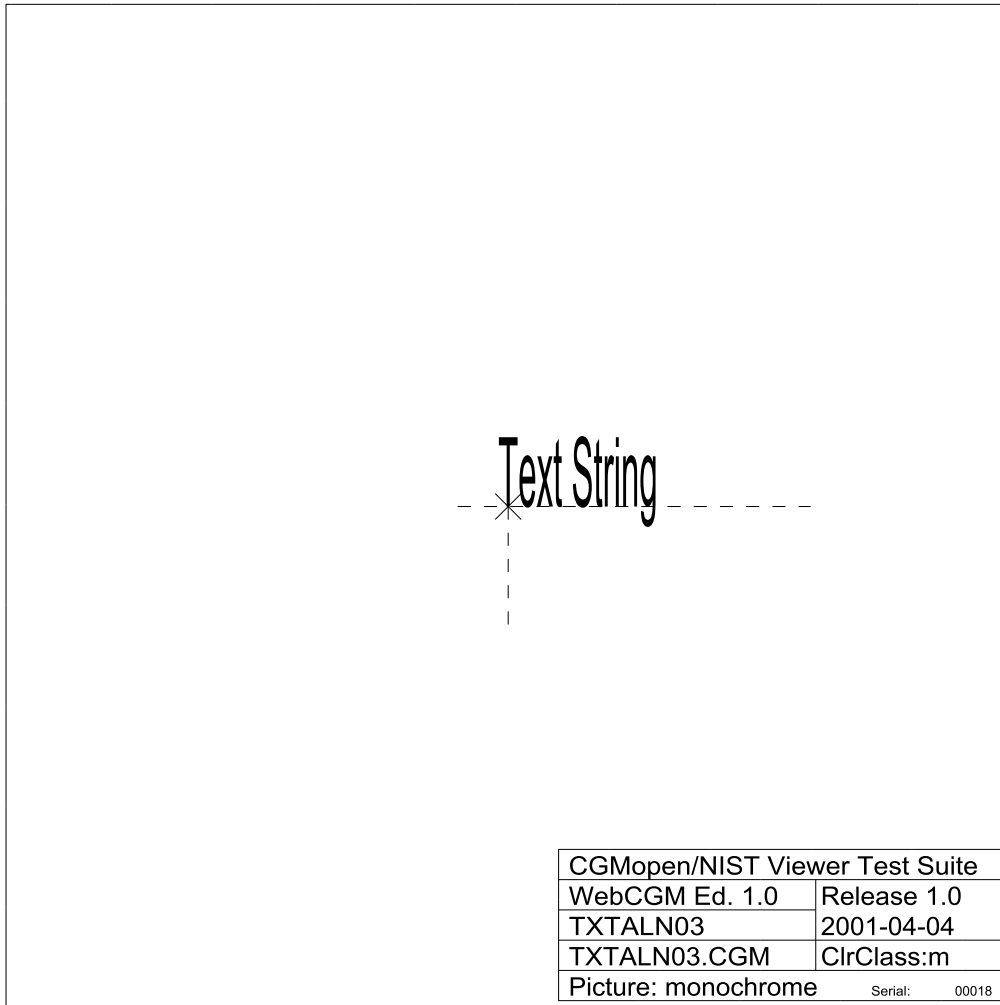 Text String
CGMopen/NIST Viewer Test Suite
WebCGM Ed. 1.0 Release 1.0
TXTALN03 2001-04-04
TXTALN03.CGM ClrClass:m
Picture: monochrome Serial: 00018